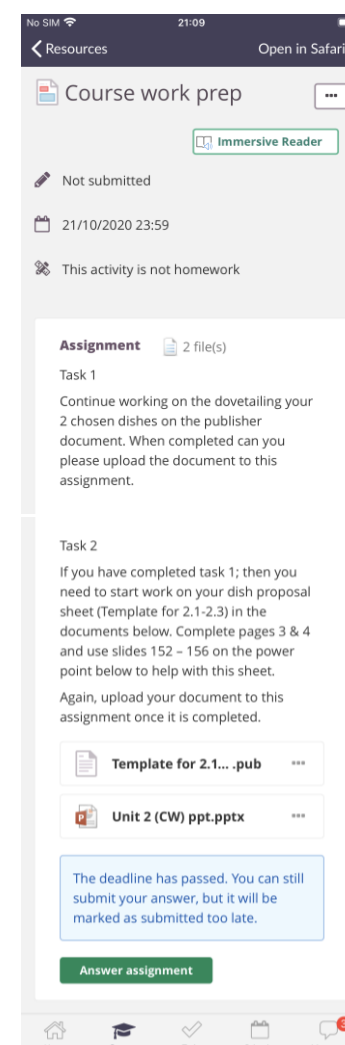 No SIM 21:09
Resources Open in Safari
Course work prep
Immersive Reader
Not submitted
21/10/2020 23:59
This activity is not homework
Assignment 2 file(s)
Task 1
Continue working on the dovetailing your
2 chosen dishes on the publisher
document. When completed can you
please upload the document to this
assignment.
Task 2
If you have completed task 1; then you
need to start work on your dish proposal
sheet (Template for 2.1-2.3) in the
documents below. Complete pages 3 & 4
and use slides 152 – 156 on the power
point below to help with this sheet.
Again, upload your document to this
assignment once it is completed.
Template for 2.1... .pub
Unit 2 (CW) ppt.pptx
The deadline has passed. You can still
submit your answer, but it will be
marked as submitted too late.
Answer assignment